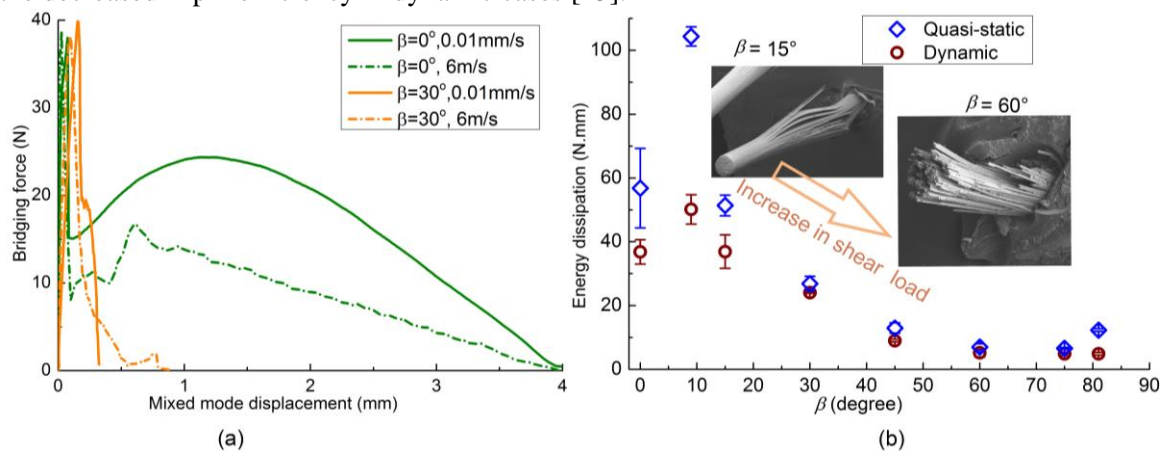 40
30
20
10
0
Bridging force (N)
β=0°,0.01mm/s
β=0°, 6m/s
β=30°,0.01mm/s
β=30°, 6m/s
0 1 2 3 4
Mixed mode displacement (mm)
(a)
100
80
60
40
20
0
Energy dissipation (N.mm)
Quasi-static
Dynamic
β = 15°
β = 60°
Increase in shear load
0 10 20 30 40 50 60 70 80 90
β (degree)
(b)